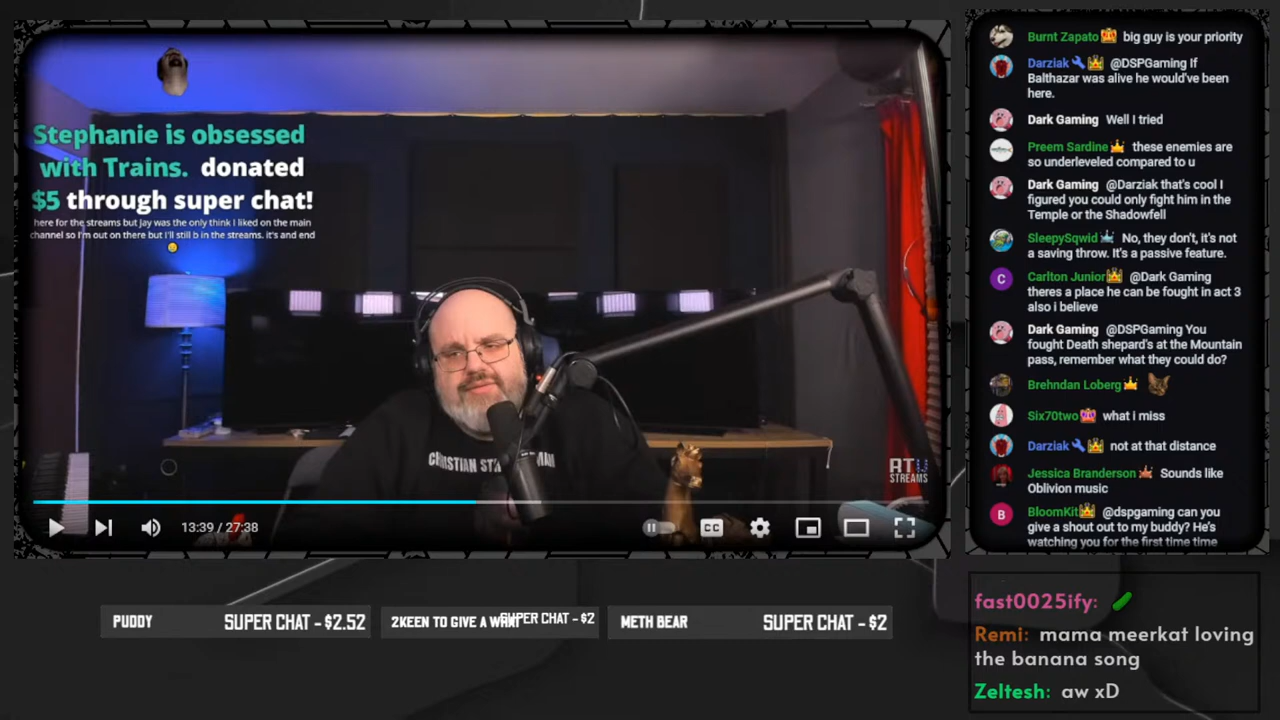 Stephanie is obsessed
with Trains. donated
$5 through super chat!
here for the streams but Jay was the only think I liked on the main
channel so I'm out on there but I'll still b in the streams. it's and end
ATV
STREAMS
13:39 / 27:38
CC
PUDDY
SUPER CHAT - $2.52
2KEEN TO GIVE A
SUPER CHAT - $2
METH BEAR
SUPER CHAT - $2
Burnt Zapato big guy is your priority
Darziak @DSPGaming If
Balthazar was alive he would've been
here.
Dark Gaming Well I tried
Preem Sardine these enemies are
so underleveled compared to u
Dark Gaming @Darziak that's cool I
figured you could only fight him in the
Temple or the Shadowfell
SleepySqwid No, they don't, it's not
a saving throw. It's a passive feature.
C
Carlton Junior @Dark Gaming
theres a place he can be fought in act 3
also i believe
Dark Gaming @DSPGaming You
fought Death shepard's at the Mountain
pass, remember what they could do?
Brehndan Loberg
Six70two what i miss
Darziak not at that distance
Jessica Branderson Sounds like
Oblivion music
B
BloomKit @dspgaming can you
give a shout out to my buddy? He's
watching you for the first time time
fast0025ify:
Remi: mama meerkat loving
the banana song
Zeltesh: aw xD